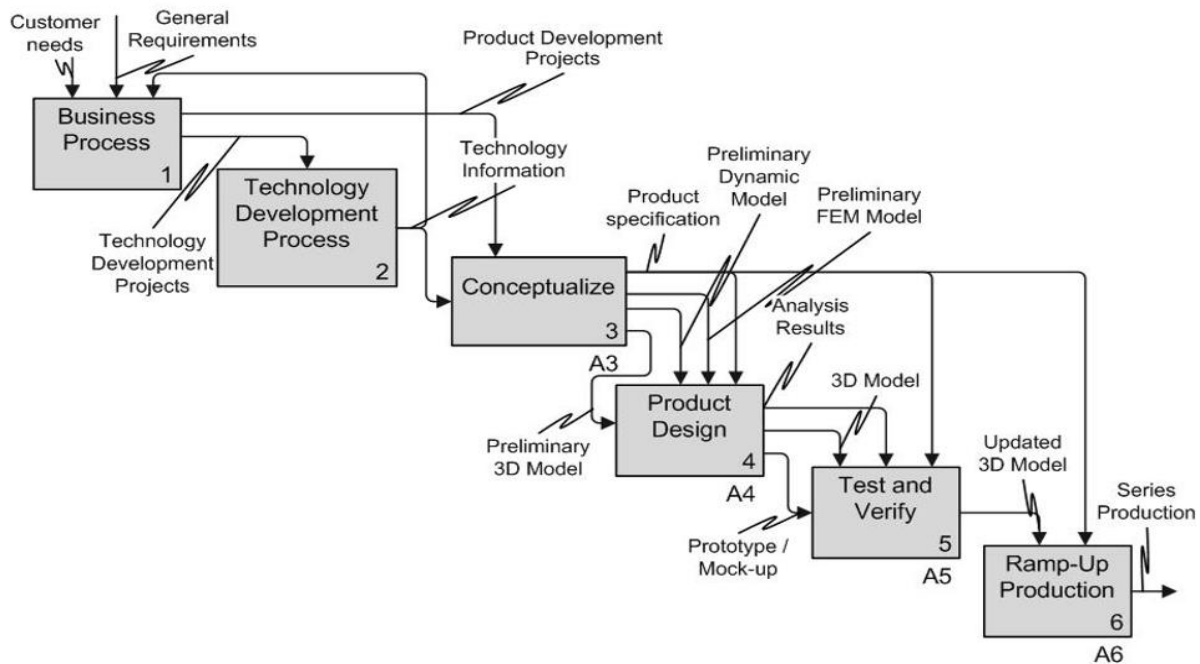 Customer
needs
General
Requirements
Product Development
Projects
Business
Process
1
Technology
Information
Technology
Development
Process
2
Technology
Development
Projects
Preliminary
Dynamic
Model
Product
specification
Preliminary
FEM Model
Conceptualize
3
A3
Analysis
Results
Preliminary
3D Model
Product
Design
4
A4
3D Model
Prototype /
Mock-up
Test and
Verify
5
A5
Updated
3D Model
Series
Production
Ramp-Up
Production
6
A6